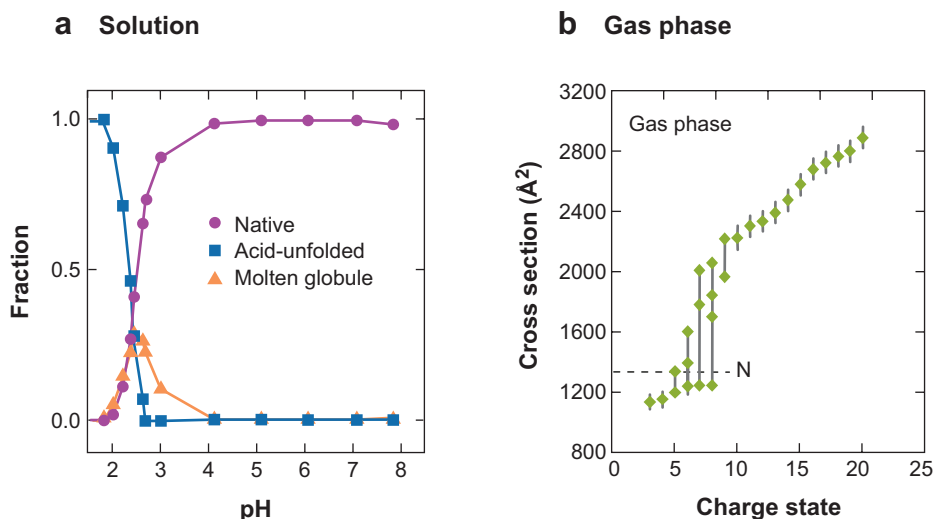 a Solution
1.0
0.5
0.0
Fraction
2 3 4 5 6 7 8
pH
Native
Acid-unfolded
Molten globule
b Gas phase
3200
2800
2400
2000
1600
1200
800
Cross section (Å²)
Gas phase
N
0 5 10 15 20 25
Charge state